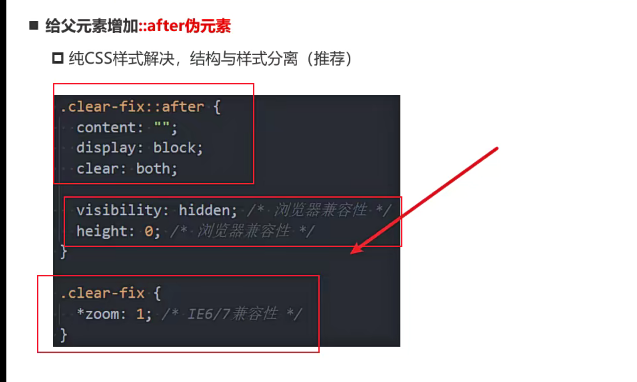 给父元素增加::after伪元素
纯CSS样式解决，结构与样式分离（推荐）
.clear-fix::after {
content: "";
display: block;
clear: both;
visibility: hidden; /* 浏览器兼容性 */
height: 0; /* 浏览器兼容性 */
}
.clear-fix {
*zoom: 1; /* IE6/7兼容性 */
}